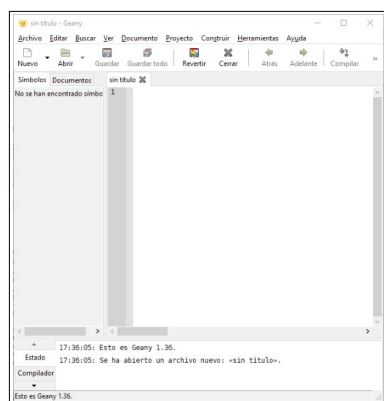 sin título - Geany
Archivo Editar Buscar Ver Documento Proyecto Construir Herramientas Ayuda
Nuevo Abrir Guardar Guardar todo Revertir Cerrar Atrás Adelante Compilar
Símbolos Documentos sin título
No se han encontrado símbo 1
17:36:05: Esto es Geany 1.36.
Estado 17:36:05: Se ha abierto un archivo nuevo: «sin título».
Compilador
Esto es Geany 1.36.